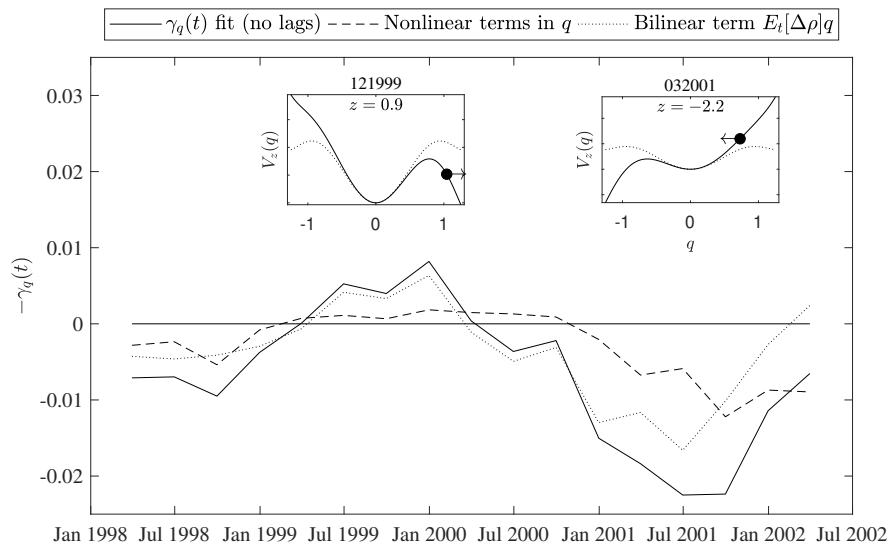 γ_q(t) fit (no lags) Nonlinear terms in q Bilinear term E_t[Δρ]q
0.03
0.02
0.01
0
-0.01
-0.02
−γ_q(t)
121999
z = 0.9
V_z(q)
-1 0 1
032001
z = −2.2
V_z(q)
-1 0 1
q
Jan 1998 Jul 1998 Jan 1999 Jul 1999 Jan 2000 Jul 2000 Jan 2001 Jul 2001 Jan 2002 Jul 2002